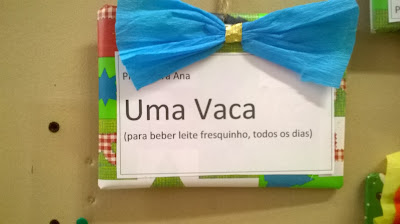 Ana
Uma Vaca
(para beber leite fresquinho, todos os dias)